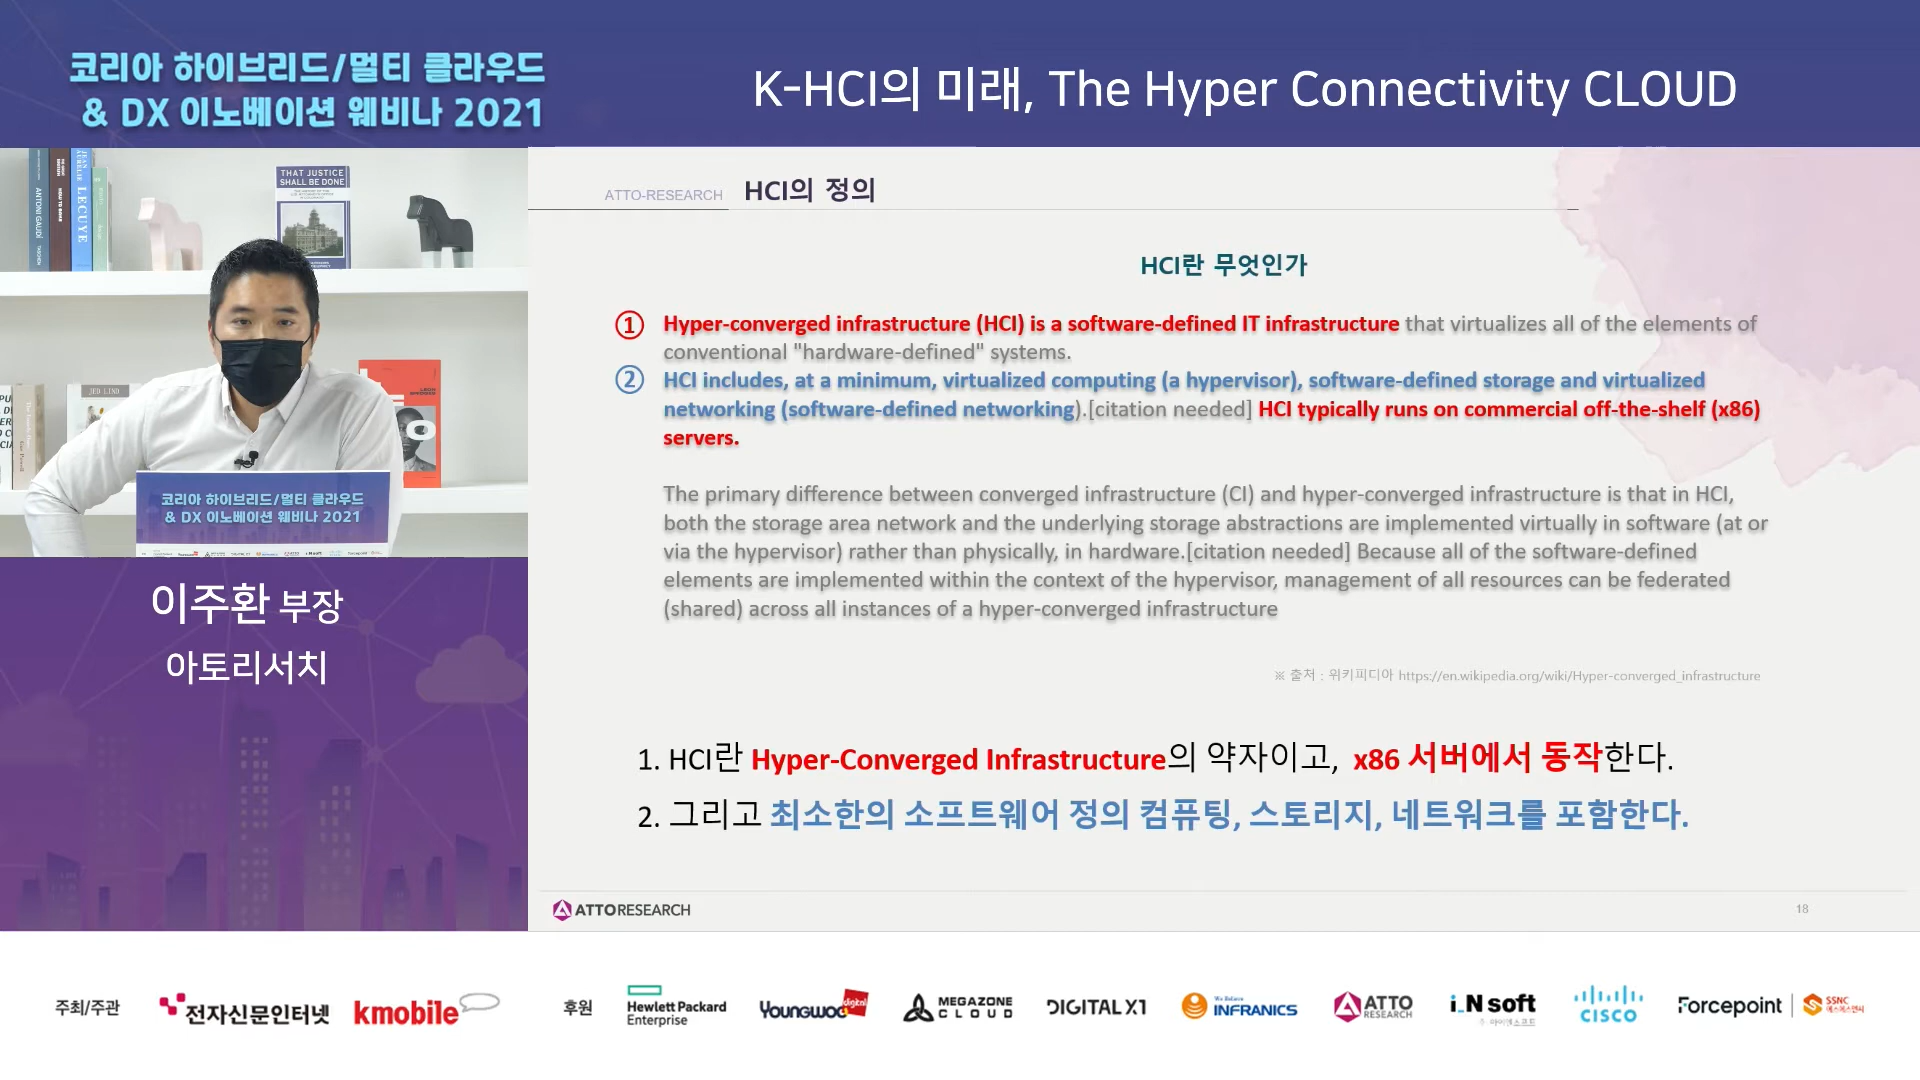 코리아 하이브리드/멀티 클라우드
& DX 이노베이션 웨비나 2021
K-HCI의 미래, The Hyper Connectivity CLOUD
THAT JUSTICE
SHALL BE DONE
ANTONI GAUDÍ
LECUYE
JED LIND
코리아 하이브리드/멀티 클라우드
& DX 이노베이션 웨비나 2021
이주환 부장
아토리서치
ATTO-RESEARCH HCI의 정의
HCI란 무엇인가
① Hyper-converged infrastructure (HCI) is a software-defined IT infrastructure that virtualizes all of the elements of
conventional "hardware-defined" systems.
② HCI includes, at a minimum, virtualized computing (a hypervisor), software-defined storage and virtualized
networking (software-defined networking).[citation needed] HCI typically runs on commercial off-the-shelf (x86)
servers.
The primary difference between converged infrastructure (CI) and hyper-converged infrastructure is that in HCI,
both the storage area network and the underlying storage abstractions are implemented virtually in software (at or
via the hypervisor) rather than physically, in hardware.[citation needed] Because all of the software-defined
elements are implemented within the context of the hypervisor, management of all resources can be federated
(shared) across all instances of a hyper-converged infrastructure
※ 출처 : 위키피디아 https://en.wikipedia.org/wiki/Hyper-converged_infrastructure
1. HCI란 Hyper-Converged Infrastructure의 약자이고, x86 서버에서 동작한다.
2. 그리고 최소한의 소프트웨어 정의 컴퓨팅, 스토리지, 네트워크를 포함한다.
ATTORESEARCH
18
주최/주관 전자신문인터넷 kmobile
후원
Hewlett Packard
Enterprise
YOUNGWOO digital
MEGAZONE
CLOUD
DIGITAL X1
We Balance
INFRANICS
ATTO
RESEARCH
i_N soft
CISCO
Forcepoint
SSNC
에스에스앤씨